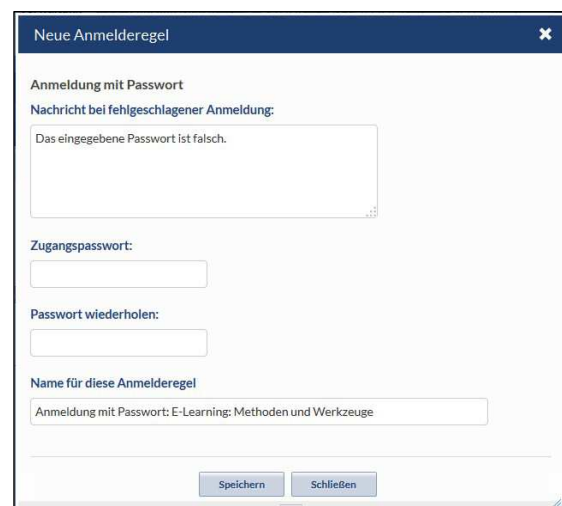 Neue Anmelderegel
Anmeldung mit Passwort
Nachricht bei fehlgeschlagener Anmeldung:
Das eingegebene Passwort ist falsch.
Zugangspasswort:
Passwort wiederholen:
Name für diese Anmelderegel
Anmeldung mit Passwort: E-Learning: Methoden und Werkzeuge
Speichern Schließen